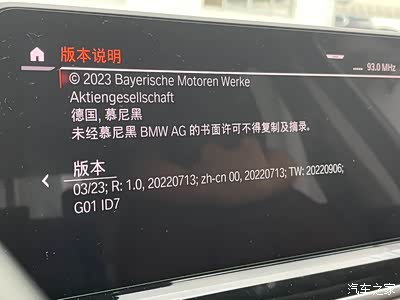 版本说明
93.0 MHz
© 2023 Bayerische Motoren Werke
Aktiengesellschaft
德国, 慕尼黑
未经慕尼黑 BMW AG 的书面许可不得复制及摘录。
版本
03/23; R: 1.0, 20220713; zh-cn 00, 20220713; TW: 20220906;
G01 ID7
汽车之家